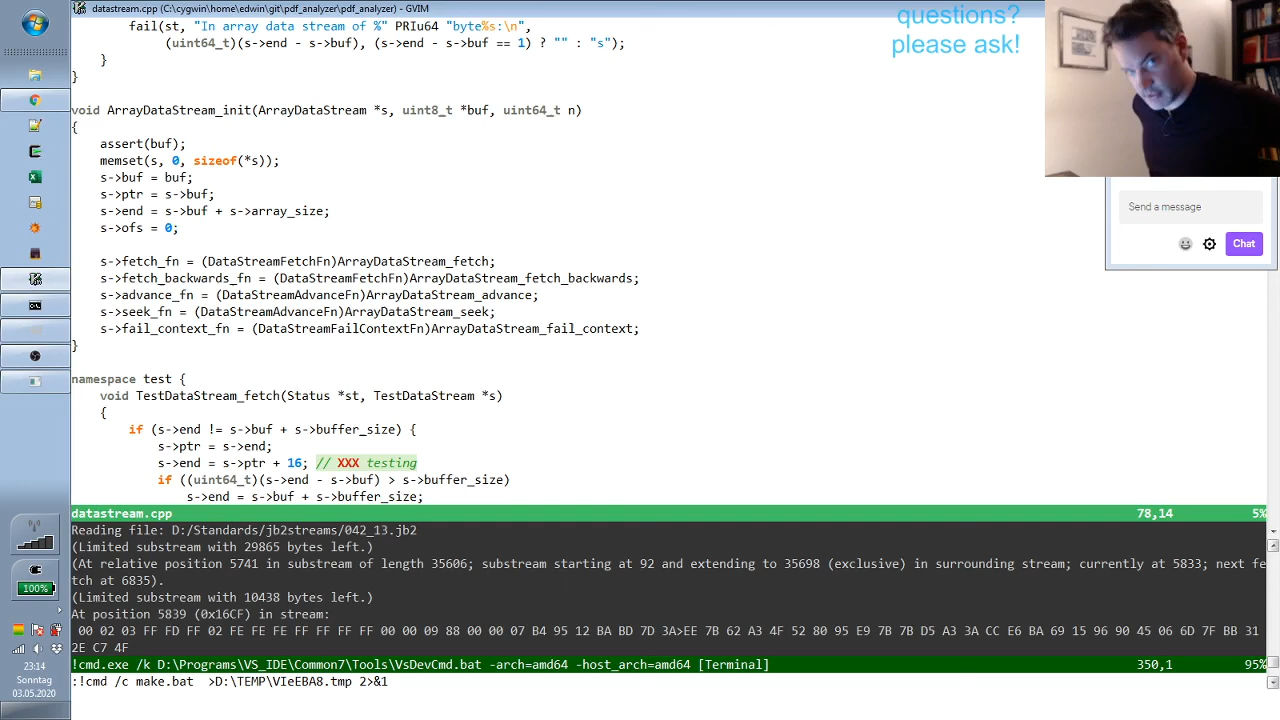 datastream.cpp (C:\cygwin\home\edwin\git\pdf_analyzer\pdf_analyzer) - GVIM
questions?
please ask!
fail(st, "In array data stream of %" PRIu64 "byte%s:\n",
(uint64_t)(s->end - s->buf), (s->end - s->buf == 1) ? "" : "s");
}
}
void ArrayDataStream_init(ArrayDataStream *s, uint8_t *buf, uint64_t n)
{
assert(buf);
memset(s, 0, sizeof(*s));
s->buf = buf;
s->ptr = s->buf;
s->end = s->buf + s->array_size;
s->ofs = 0;
s->fetch_fn = (DataStreamFetchFn)ArrayDataStream_fetch;
s->fetch_backwards_fn = (DataStreamFetchFn)ArrayDataStream_fetch_backwards;
s->advance_fn = (DataStreamAdvanceFn)ArrayDataStream_advance;
s->seek_fn = (DataStreamAdvanceFn)ArrayDataStream_seek;
s->fail_context_fn = (DataStreamFailContextFn)ArrayDataStream_fail_context;
}
namespace test {
void TestDataStream_fetch(Status *st, TestDataStream *s)
{
if (s->end != s->buf + s->buffer_size) {
s->ptr = s->end;
s->end = s->ptr + 16; // XXX testing
if ((uint64_t)(s->end - s->buf) > s->buffer_size)
s->end = s->buf + s->buffer_size;
datastream.cpp 78,14 5%
Reading file: D:/Standards/jb2streams/042_13.jb2
(Limited substream with 29865 bytes left.)
(At relative position 5741 in substream of length 35606; substream starting at 92 and extending to 35698 (exclusive) in surrounding stream; currently at 5833; next fe
tch at 6835).
(Limited substream with 10438 bytes left.)
At position 5839 (0x16CF) in stream:
00 02 03 FF FD FF 02 FE FE FE FF FF FF FF 00 00 09 88 00 00 07 B4 95 12 BA BD 7D 3A>EE 7B 62 A3 4F 52 80 95 E9 7B 7B D5 A3 3A CC E6 BA 69 15 96 90 45 06 6D 7F BB 31
2E C7 4F
!cmd.exe /k D:\Programs\VS_IDE\Common7\Tools\VsDevCmd.bat -arch=amd64 -host_arch=amd64 [Terminal] 350,1 95%
:!cmd /c make.bat >D:\TEMP\VIeEBA8.tmp 2>&1
Send a message
Chat
100%
23:14
Sonntag
03.05.2020